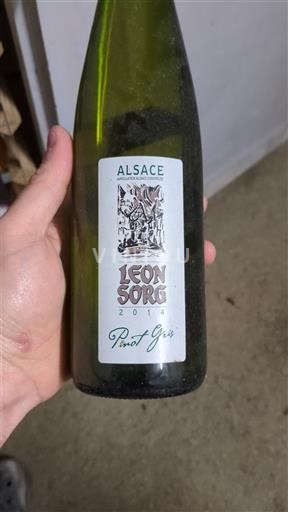 ALSACE
APPELLATION ALSACE CONTRÔLÉE
LEON
SORG
2014
Pinot Gris